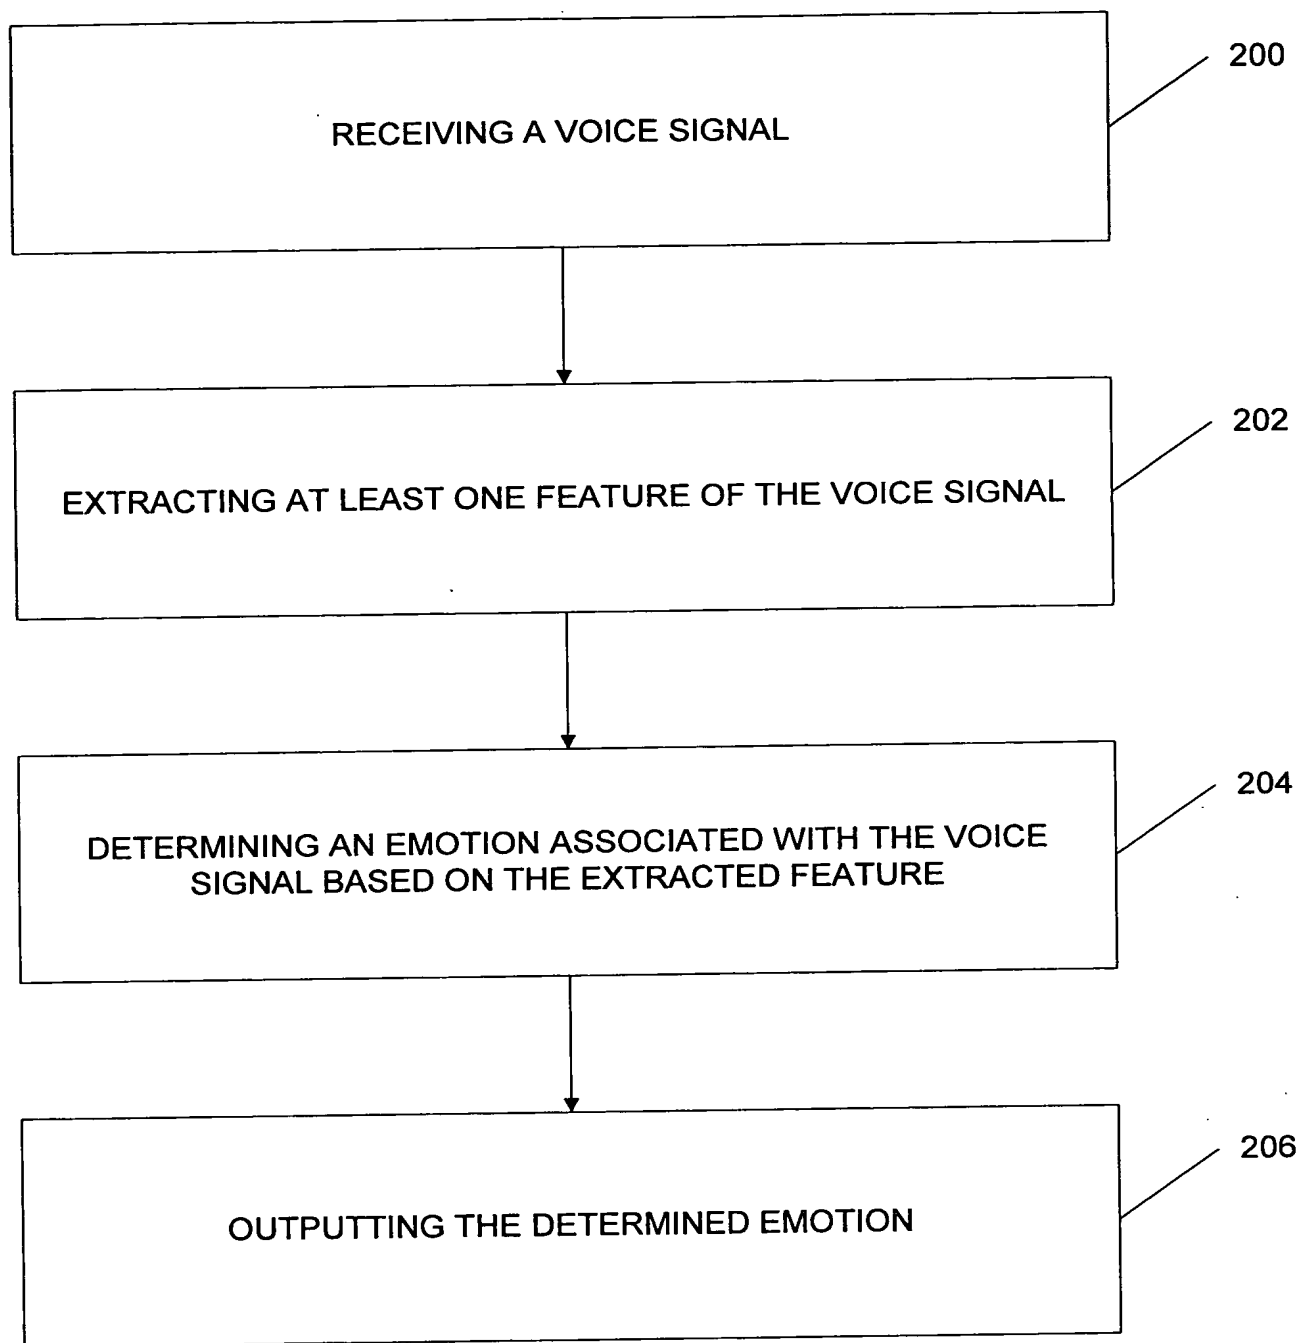 200
RECEIVING A VOICE SIGNAL
202
EXTRACTING AT LEAST ONE FEATURE OF THE VOICE SIGNAL
204
DETERMINING AN EMOTION ASSOCIATED WITH THE VOICE
SIGNAL BASED ON THE EXTRACTED FEATURE
206
OUTPUTTING THE DETERMINED EMOTION